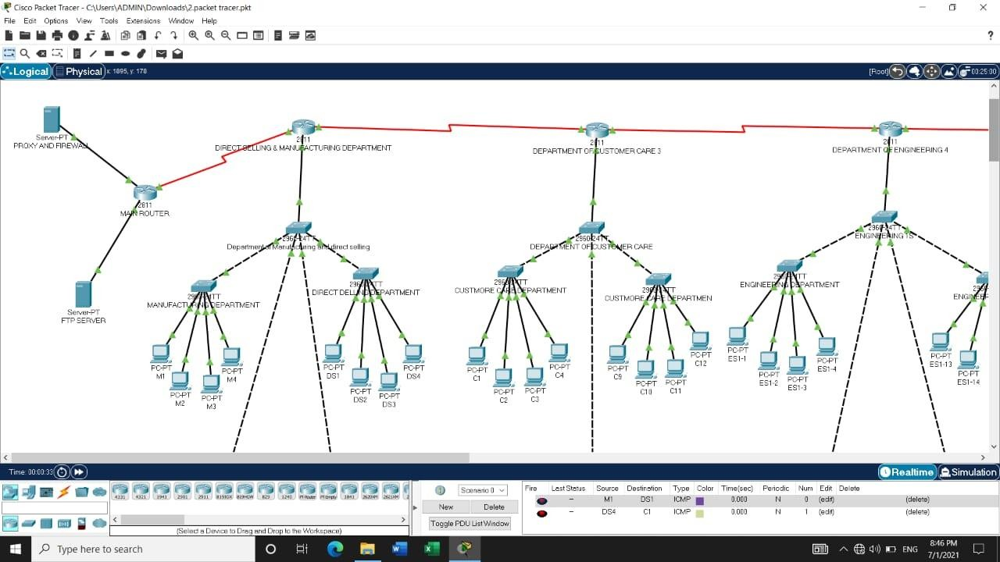 Cisco Packet Tracer - C:\Users\ADMIN\Downloads\2.packet tracer.pkt
File Edit Options View Tools Extensions Window Help
?
Logical Physical x: 1895, y: 178 [Root] 00:25:00
Server-PT
PROXY AND FIREWALL
2811
MAIN ROUTER
Server-PT
FTP SERVER
2811
DIRECT SELLING & MANUFACTURING DEPARTMENT
2811
DEPARTMENT OF CUSTOMER CARE 3
2811
DEPARTMENT OF ENGINEERING 4
2960-24TT
Department of Manufacturing and direct selling
2960-24TT
DEPARTMENT OF CUSTOMER CARE
2960-24TT
ENGINEERING 1S
2960-24TT
MANUFACTURING DEPARTMENT
2960-24TT
DIRECT DELLING DEPARTMENT
2960-24TT
CUSTMORE CARE DEPARTMENT
2960-24TT
CUSTMORE CARE DEPARTMEN
2960-24TT
ENGINEERING DEPARTMENT
2960-
ENGINEER
PC-PT
M1
PC-PT
M2
PC-PT
M3
PC-PT
M4
PC-PT
DS1
PC-PT
DS2
PC-PT
DS3
PC-PT
DS4
PC-PT
C1
PC-PT
C2
PC-PT
C3
PC-PT
C4
PC-PT
C9
PC-PT
C10
PC-PT
C11
PC-PT
C12
PC-PT
ES1-1
PC-PT
ES1-2
PC-PT
ES1-3
PC-PT
ES1-4
PC-PT
ES1-13
PC-PT
ES1-14
Time: 00:00:33 Realtime Simulation
4331 4321 1941 2901 2911 819IOX 819HGW 829 1240 PT-Router PT-Empty 1841 2620XM 2621XM
(Select a Device to Drag and Drop to the Workspace)
Scenario 0
New Delete
Toggle PDU List Window
Fire Last Status Source Destination Type Color Time(sec) Periodic Num Edit Delete
-- M1 DS1 ICMP 0.000 N 0 (edit) (delete)
-- DS4 C1 ICMP 0.000 N 1 (edit) (delete)
Type here to search
ENG
8:46 PM
7/1/2021